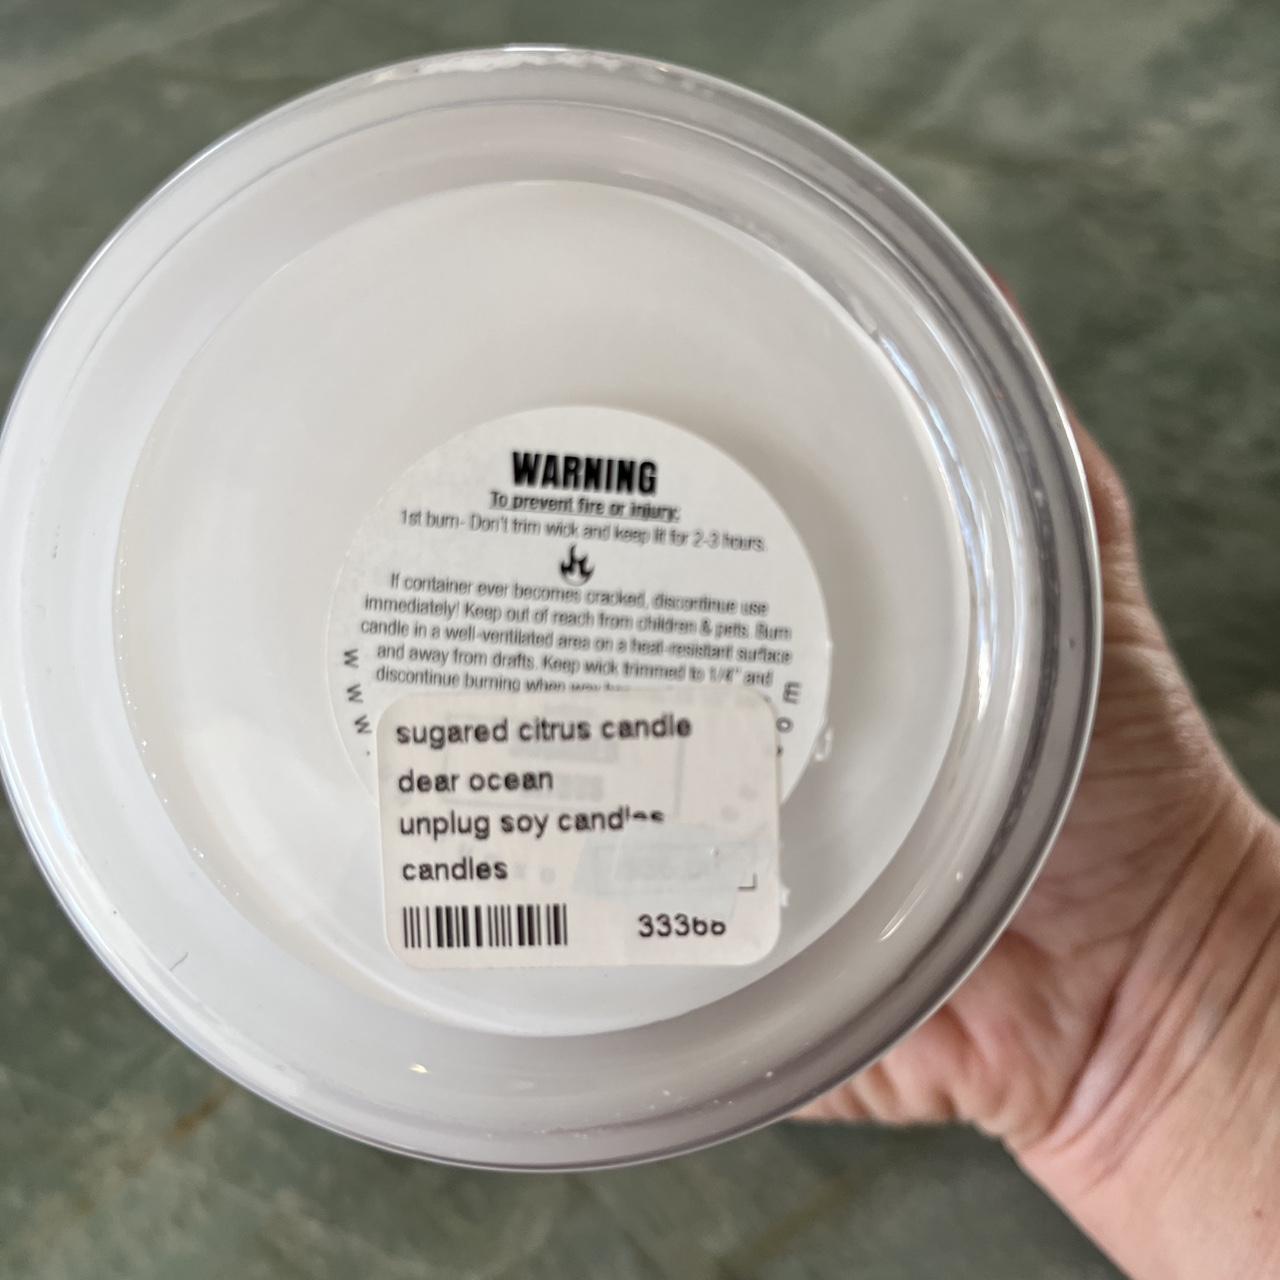 WARNING
To prevent fire or injury:
1st burn- Don't trim wick and keep lit for 2-3 hours.
If container ever becomes cracked, discontinue use
immediately! Keep out of reach from children & pets. Burn
candle in a well-ventilated area on a heat-resistant surface
and away from drafts. Keep wick trimmed to 1/4" and
discontinue burning when wax
www.
sugared citrus candle
dear ocean
unplug soy candles
candles